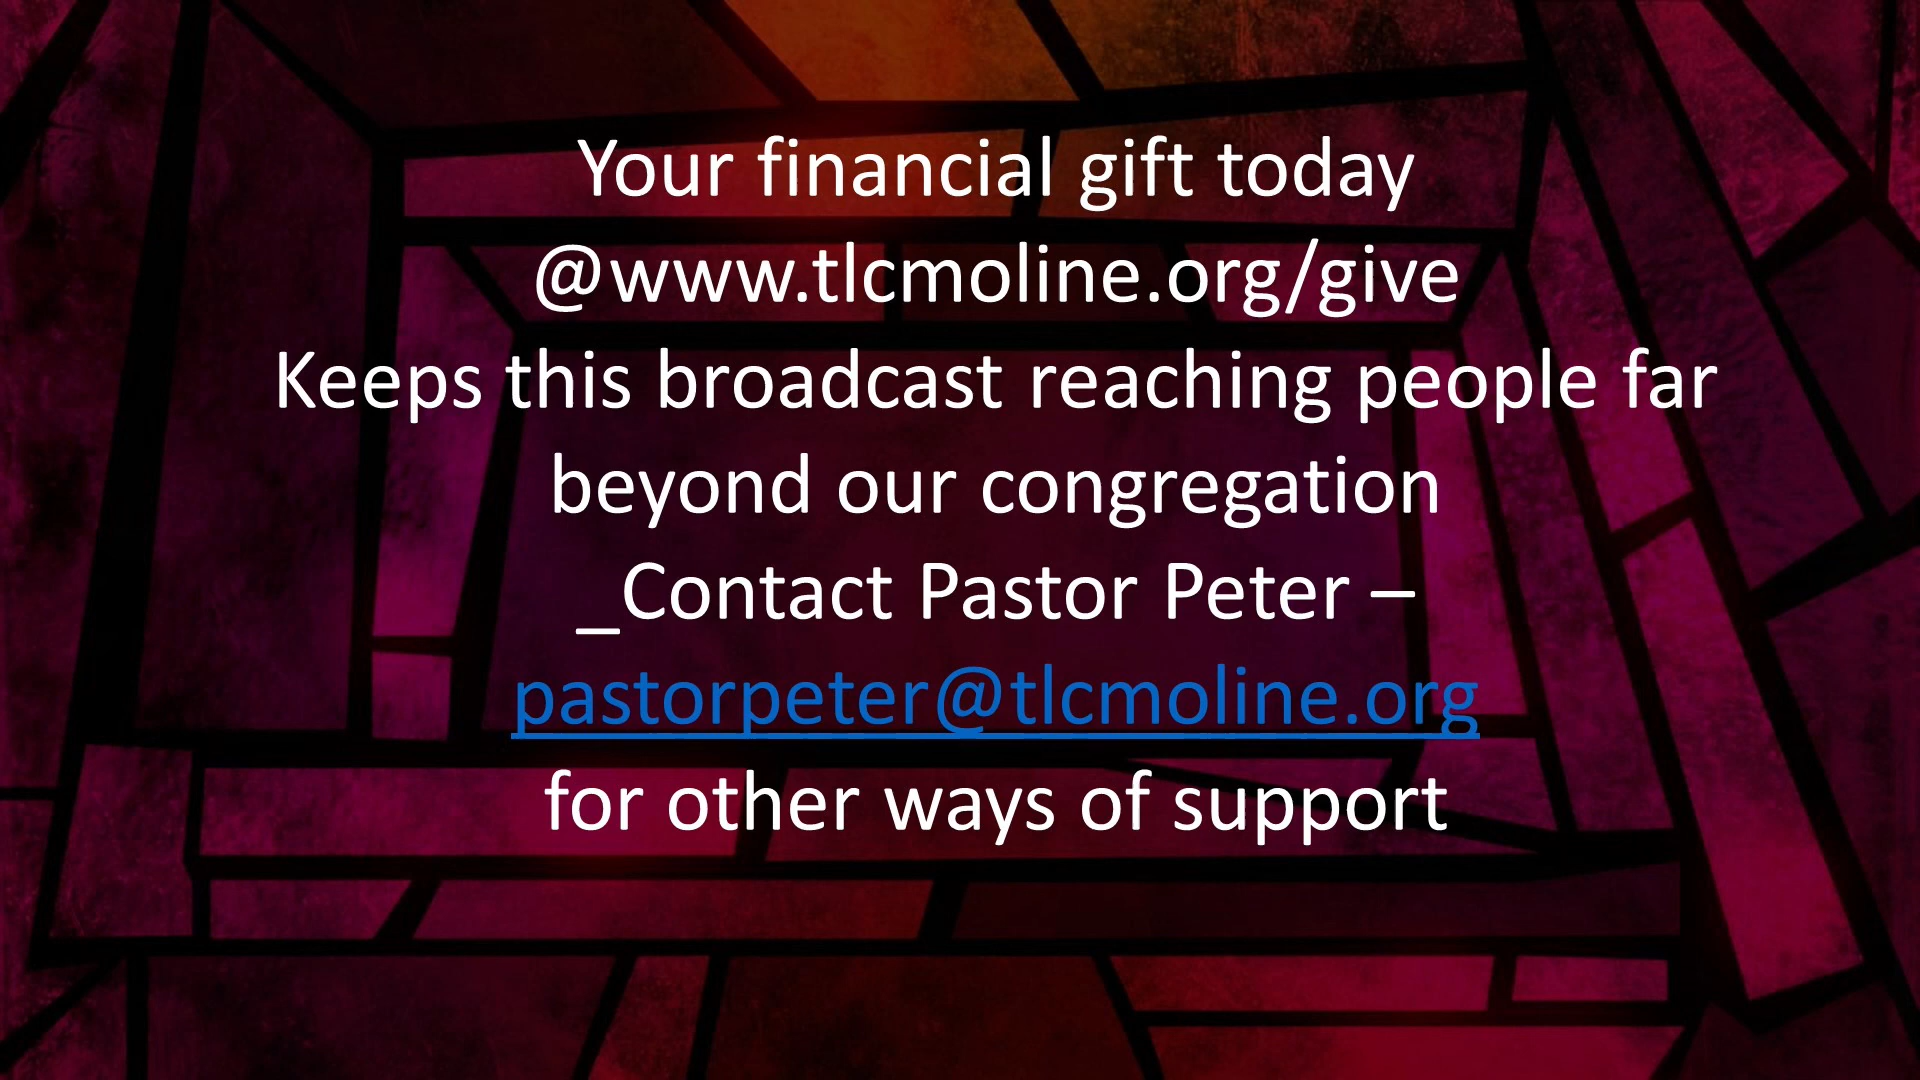 Your financial gift today
@www.tlcmoline.org/give
Keeps this broadcast reaching people far
beyond our congregation
_Contact Pastor Peter –
pastorpeter@tlcmoline.org
for other ways of support